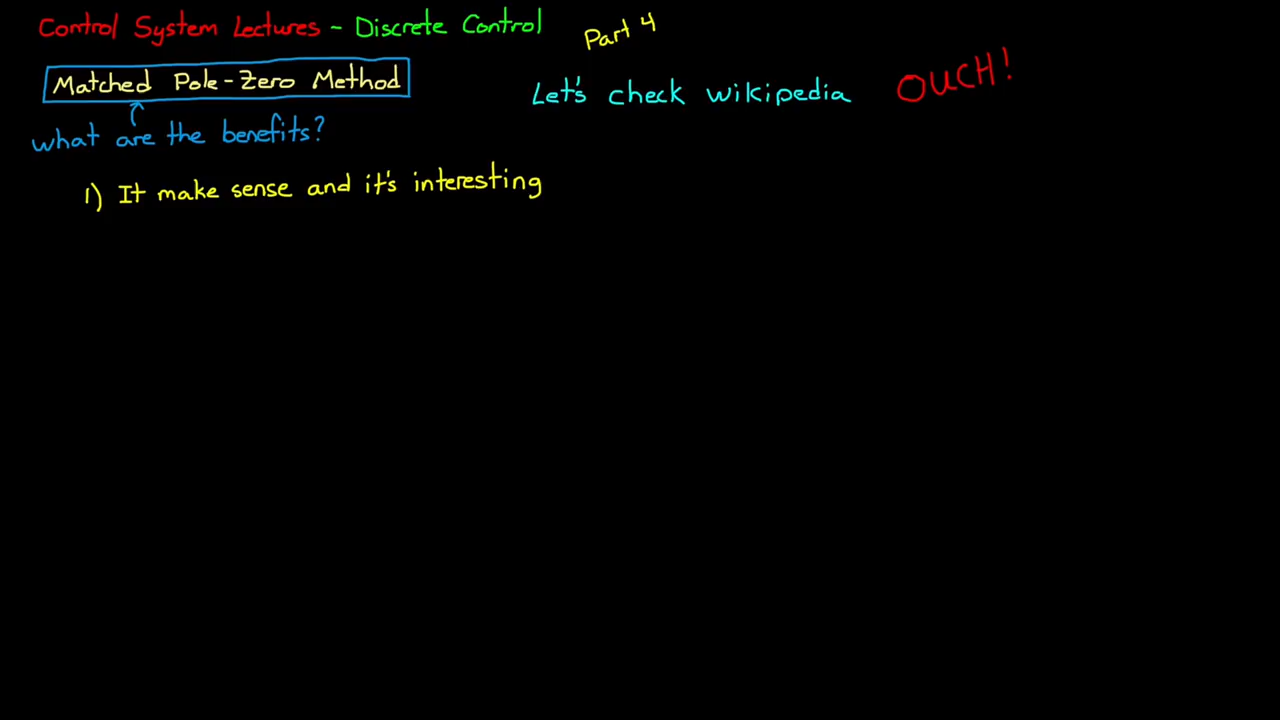 Control System Lectures - Discrete Control
Part 4
Matched Pole-Zero Method
Let's check wikipedia
OUCH!
what are the benefits?
1) It make sense and it's interesting